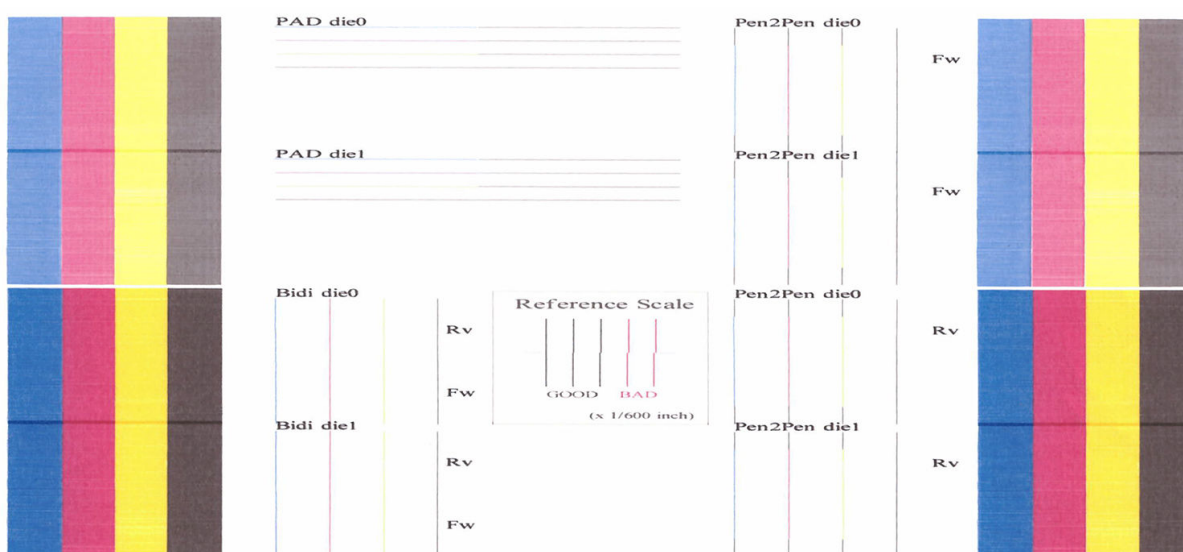 PAD die0
PAD die1
Bidi die0
Rv
Fw
Bidi die1
Rv
Fw
Reference Scale
GOOD BAD
(x 1/600 inch)
Pen2Pen die0
Fw
Pen2Pen die1
Fw
Pen2Pen die0
Rv
Pen2Pen die1
Rv